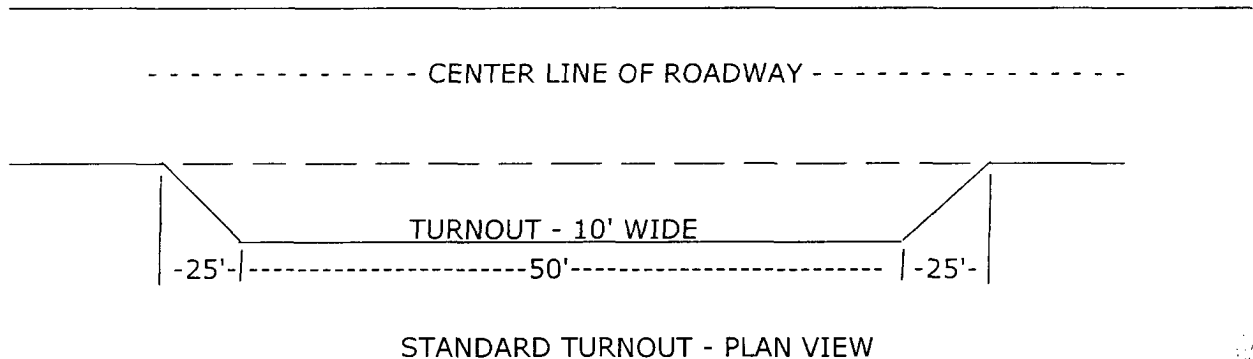 - - - - - - - - - - - - - CENTER LINE OF ROADWAY - - - - - - - - - - - - - - -
TURNOUT - 10' WIDE
-25'-|-----------------------50'---------------------------- | -25'-
STANDARD TURNOUT - PLAN VIEW